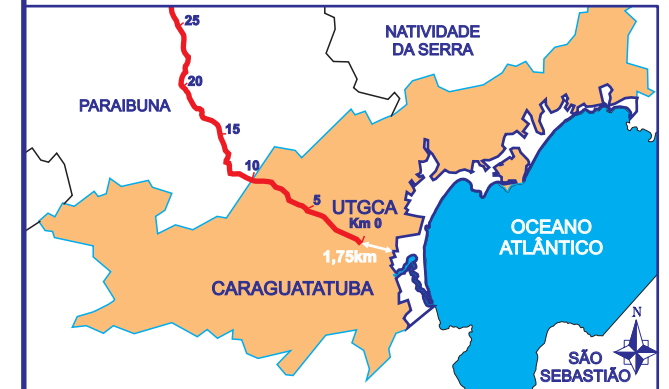 25
NATIVIDADE
DA SERRA
20
PARAIBUNA
15
10
5
UTGCA
Km 0
1,75km
OCEANO
ATLÂNTICO
CARAGUATATUBA
N
SÃO
SEBASTIÃO